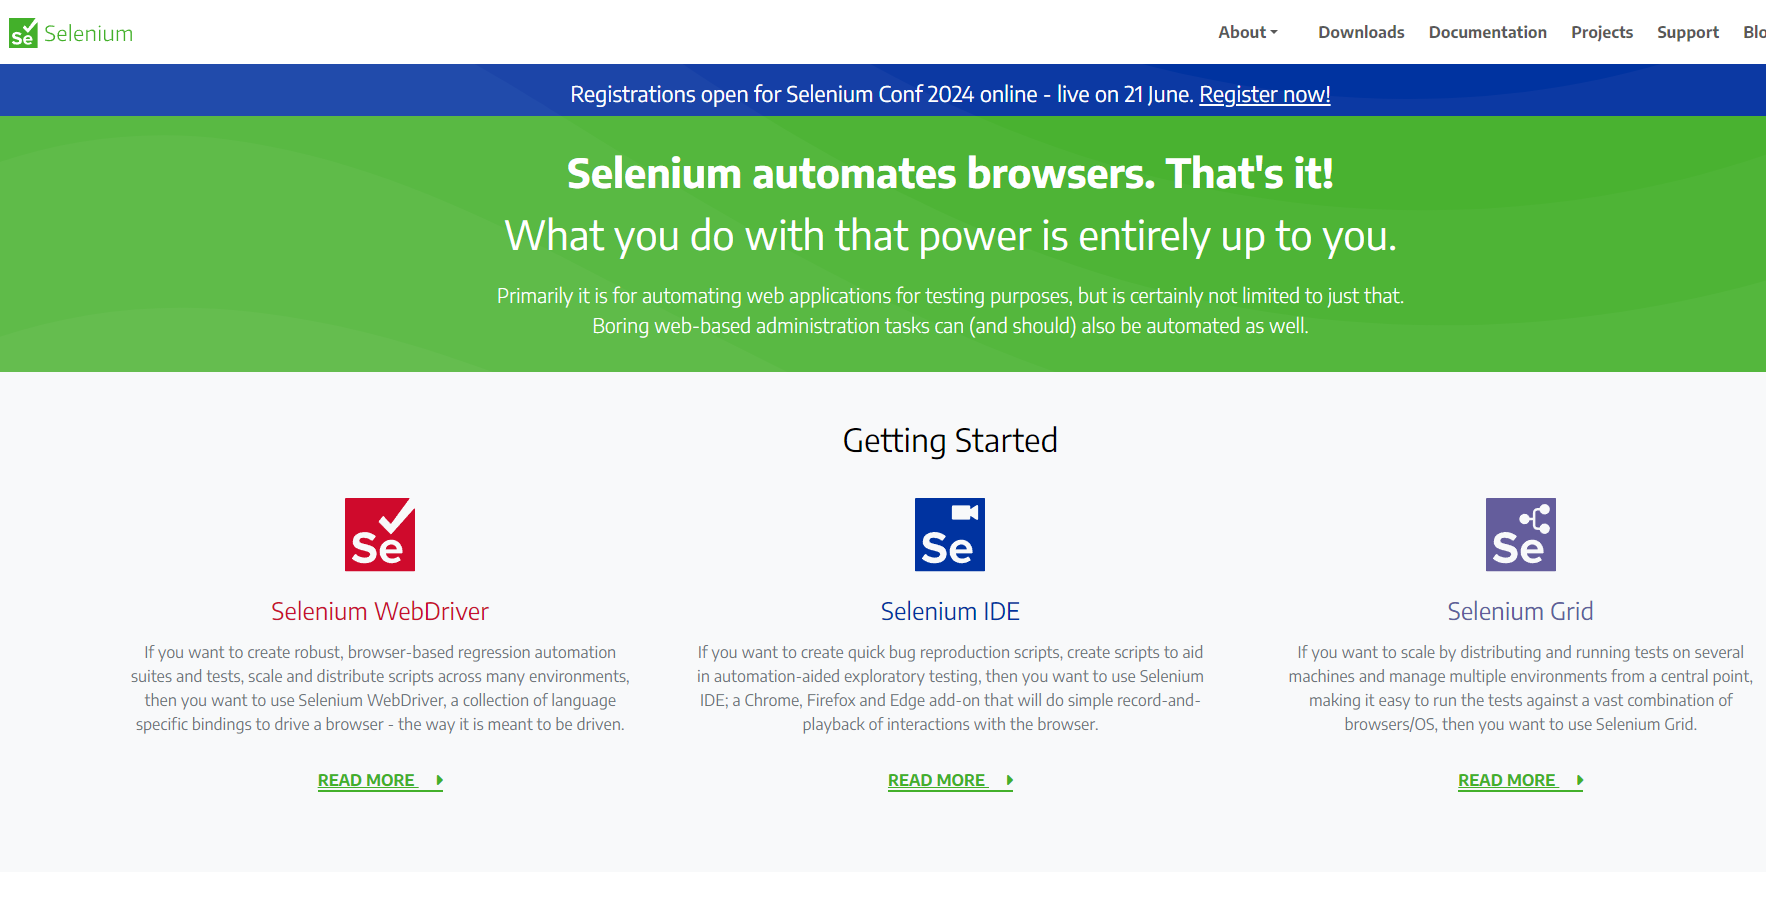 Se Selenium
About Downloads Documentation Projects Support Blo
Registrations open for Selenium Conf 2024 online - live on 21 June. Register now!
Selenium automates browsers. That's it!
What you do with that power is entirely up to you.
Primarily it is for automating web applications for testing purposes, but is certainly not limited to just that.
Boring web-based administration tasks can (and should) also be automated as well.
Getting Started
Se
Selenium WebDriver
If you want to create robust, browser-based regression automation
suites and tests, scale and distribute scripts across many environments,
then you want to use Selenium WebDriver, a collection of language
specific bindings to drive a browser - the way it is meant to be driven.
READ MORE
Se
Selenium IDE
If you want to create quick bug reproduction scripts, create scripts to aid
in automation-aided exploratory testing, then you want to use Selenium
IDE; a Chrome, Firefox and Edge add-on that will do simple record-and-
playback of interactions with the browser.
READ MORE
Se
Selenium Grid
If you want to scale by distributing and running tests on several
machines and manage multiple environments from a central point,
making it easy to run the tests against a vast combination of
browsers/OS, then you want to use Selenium Grid.
READ MORE